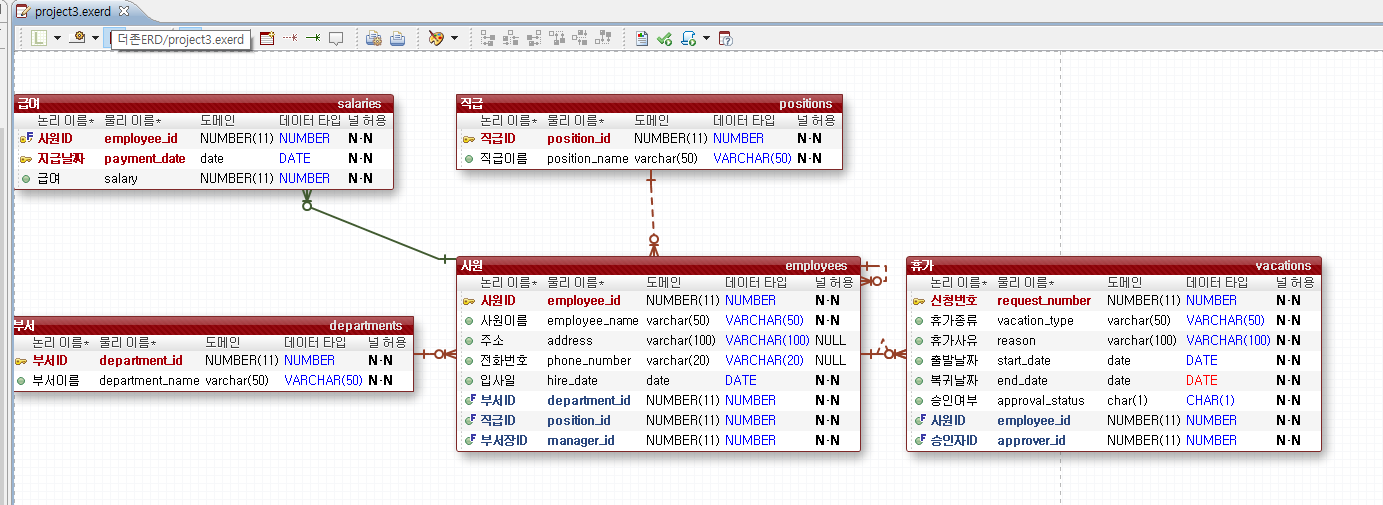 project3.exerd
더존ERD/project3.exerd
급여 salaries
논리 이름* 물리 이름* 도메인 데이터 타입 널 허용
사원ID employee_id NUMBER(11) NUMBER N-N
지급날짜 payment_date date DATE N-N
급여 salary NUMBER(11) NUMBER N-N
직급 positions
논리 이름* 물리 이름* 도메인 데이터 타입 널 허용
직급ID position_id NUMBER(11) NUMBER N-N
직급이름 position_name varchar(50) VARCHAR(50) N-N
부서 departments
논리 이름* 물리 이름* 도메인 데이터 타입 널 허용
부서ID department_id NUMBER(11) NUMBER N-N
부서이름 department_name varchar(50) VARCHAR(50) N-N
사원 employees
논리 이름* 물리 이름* 도메인 데이터 타입 널 허용
사원ID employee_id NUMBER(11) NUMBER N-N
사원이름 employee_name varchar(50) VARCHAR(50) N-N
주소 address varchar(100) VARCHAR(100) NULL
전화번호 phone_number varchar(20) VARCHAR(20) NULL
입사일 hire_date date DATE N-N
부서ID department_id NUMBER(11) NUMBER N-N
직급ID position_id NUMBER(11) NUMBER N-N
부서장ID manager_id NUMBER(11) NUMBER N-N
휴가 vacations
논리 이름* 물리 이름* 도메인 데이터 타입 널 허용
신청번호 request_number NUMBER(11) NUMBER N-N
휴가종류 vacation_type varchar(50) VARCHAR(50) N-N
휴가사유 reason varchar(100) VARCHAR(100) N-N
출발날짜 start_date date DATE N-N
복귀날짜 end_date date DATE N-N
승인여부 approval_status char(1) CHAR(1) N-N
사원ID employee_id NUMBER(11) NUMBER N-N
승인자ID approver_id NUMBER(11) NUMBER N-N